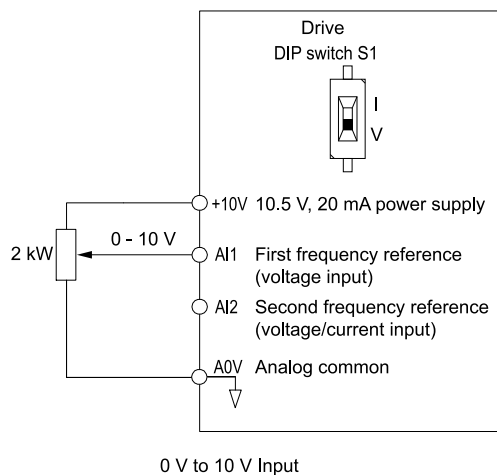 Drive
DIP switch S1
I
V
+10V 10.5 V, 20 mA power supply
2 kW
0 - 10 V
AI1 First frequency reference
(voltage input)
AI2 Second frequency reference
(voltage/current input)
A0V Analog common
0 V to 10 V Input